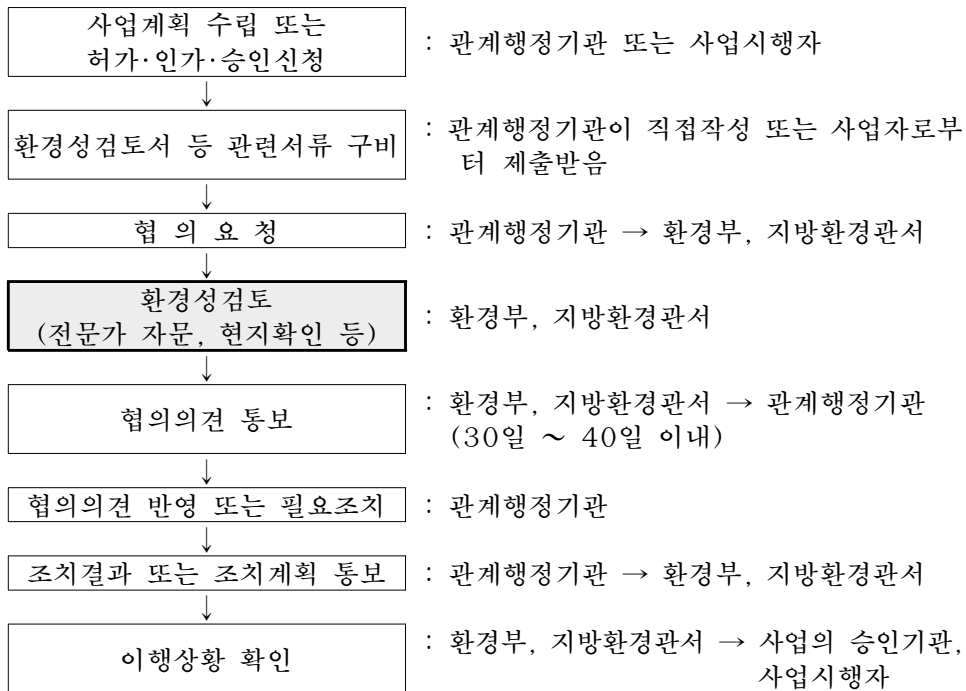 사업계획 수립 또는
허가·인가·승인신청
: 관계행정기관 또는 사업시행자
↓
환경성검토서 등 관련서류 구비
: 관계행정기관이 직접작성 또는 사업자로부
터 제출받음
↓
협 의 요 청
: 관계행정기관 → 환경부, 지방환경관서
↓
환경성검토
(전문가 자문, 현지확인 등)
: 환경부, 지방환경관서
↓
협의의견 통보
: 환경부, 지방환경관서 → 관계행정기관
(30일 ～ 40일 이내)
↓
협의의견 반영 또는 필요조치
: 관계행정기관
↓
조치결과 또는 조치계획 통보
: 관계행정기관 → 환경부, 지방환경관서
↓
이행상황 확인
: 환경부, 지방환경관서 → 사업의 승인기관,
사업시행자